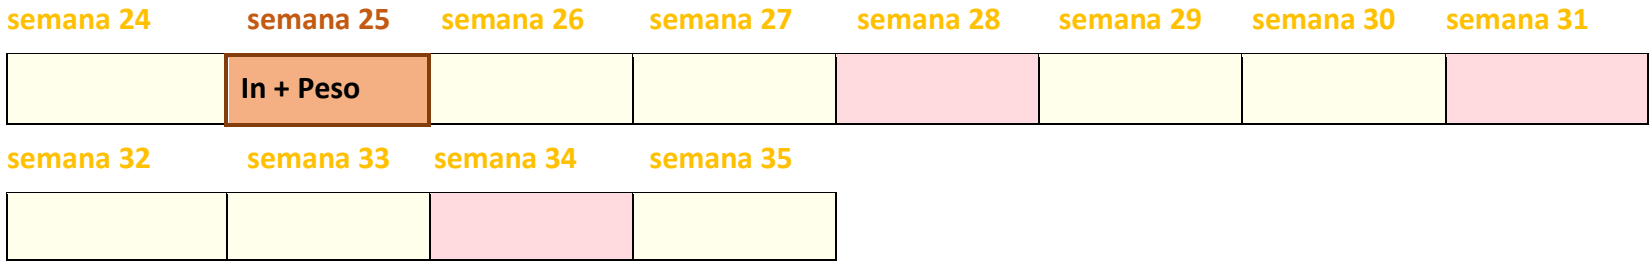 semana 24 semana 25 semana 26 semana 27 semana 28 semana 29 semana 30 semana 31
In + Peso
semana 32 semana 33 semana 34 semana 35